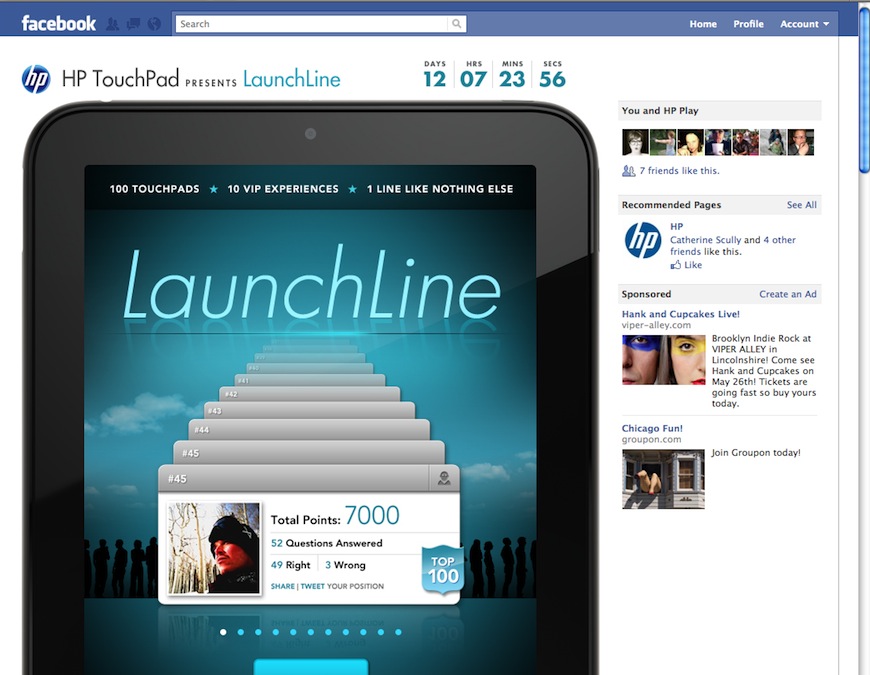 facebook
Search
Home Profile Account
hp HP TouchPad PRESENTS LaunchLine
DAYS HRS MINS SECS
12 07 23 56
100 TOUCHPADS ★ 10 VIP EXPERIENCES ★ 1 LINE LIKE NOTHING ELSE
LaunchLine
#41
#42
#43
#44
#45
#45
Total Points: 7000
52 Questions Answered
49 Right 3 Wrong
SHARE | TWEET YOUR POSITION
TOP
100
You and HP Play
7 friends like this.
Recommended Pages See All
hp
HP
Catherine Scully and 4 other
friends like this.
Like
Sponsored Create an Ad
Hank and Cupcakes Live!
viper-alley.com
Brooklyn Indie Rock at
VIPER ALLEY in
Lincolnshire! Come see
Hank and Cupcakes on
May 26th! Tickets are
going fast so buy yours
today.
Chicago Fun!
groupon.com
Join Groupon today!